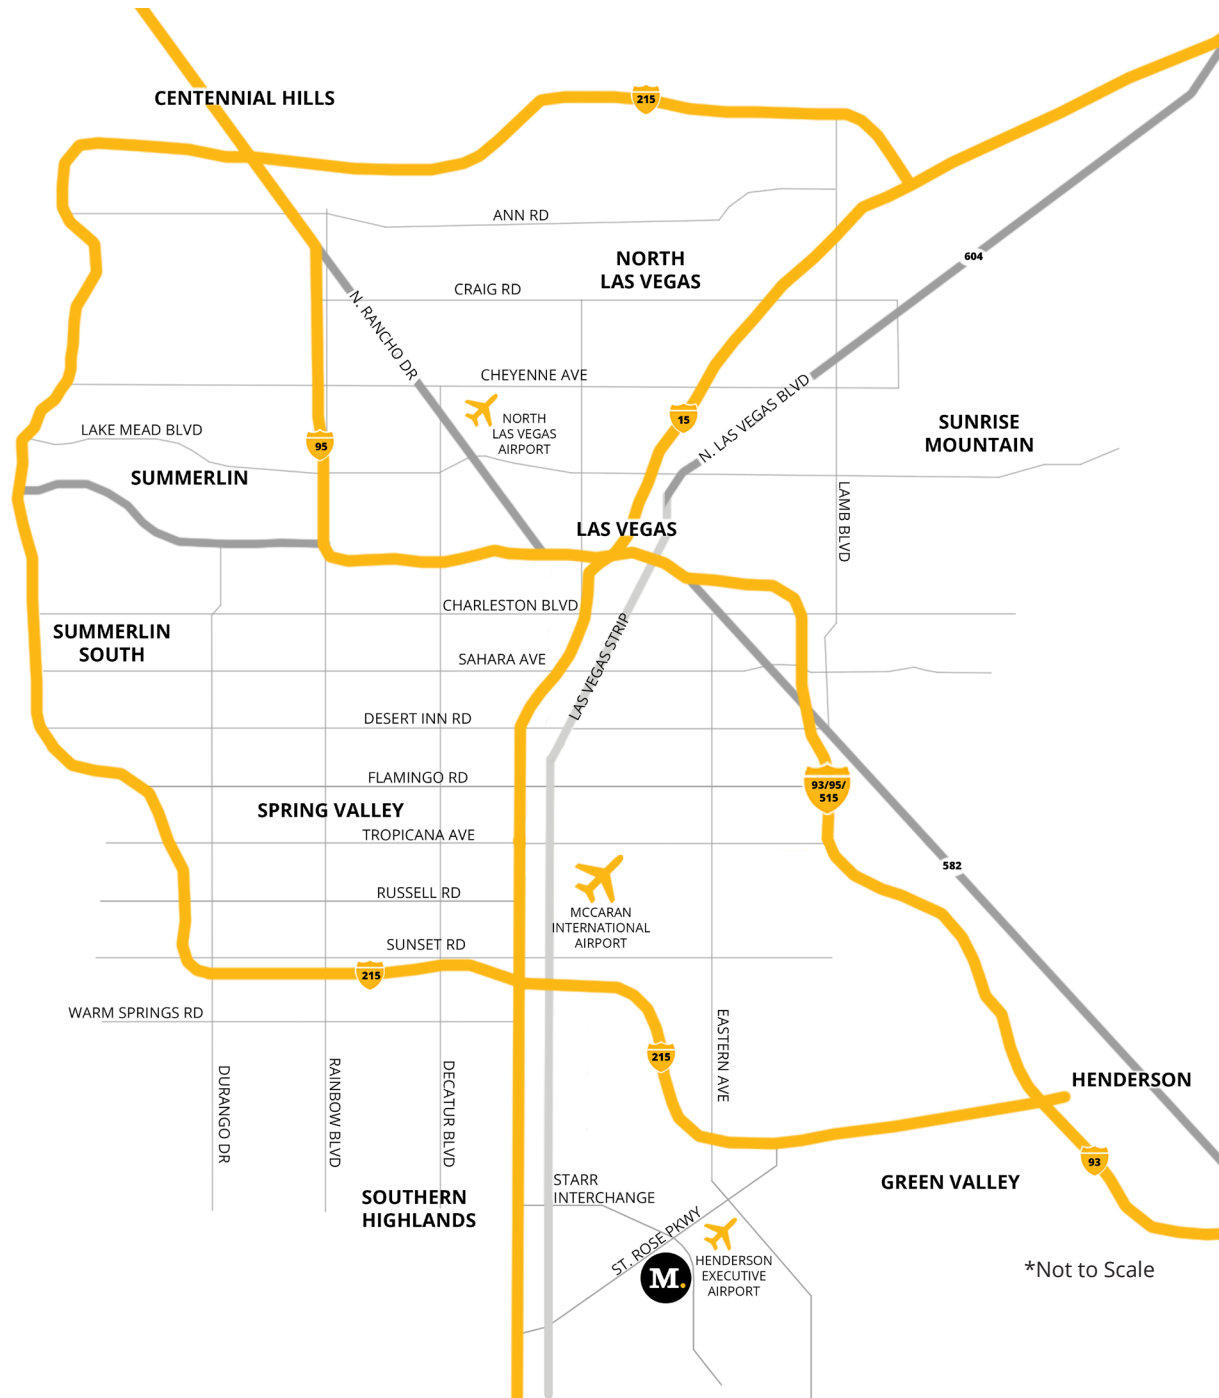 CENTENNIAL HILLS
215
ANN RD
NORTH
LAS VEGAS
604
CRAIG RD
N. RANCHO DR
CHEYENNE AVE
NORTH
LAS VEGAS
AIRPORT
15
N. LAS VEGAS BLVD
SUNRISE
MOUNTAIN
LAKE MEAD BLVD
95
SUMMERLIN
LAMB BLVD
LAS VEGAS
CHARLESTON BLVD
SUMMERLIN
SOUTH
SAHARA AVE
LAS VEGAS STRIP
DESERT INN RD
FLAMINGO RD
93/95/
515
SPRING VALLEY
TROPICANA AVE
582
RUSSELL RD
MCCARAN
INTERNATIONAL
AIRPORT
SUNSET RD
215
WARM SPRINGS RD
215
EASTERN AVE
DURANGO DR
RAINBOW BLVD
DECATUR BLVD
HENDERSON
93
GREEN VALLEY
STARR
INTERCHANGE
SOUTHERN
HIGHLANDS
ST. ROSE PKWY
HENDERSON
EXECUTIVE
AIRPORT
M.
*Not to Scale